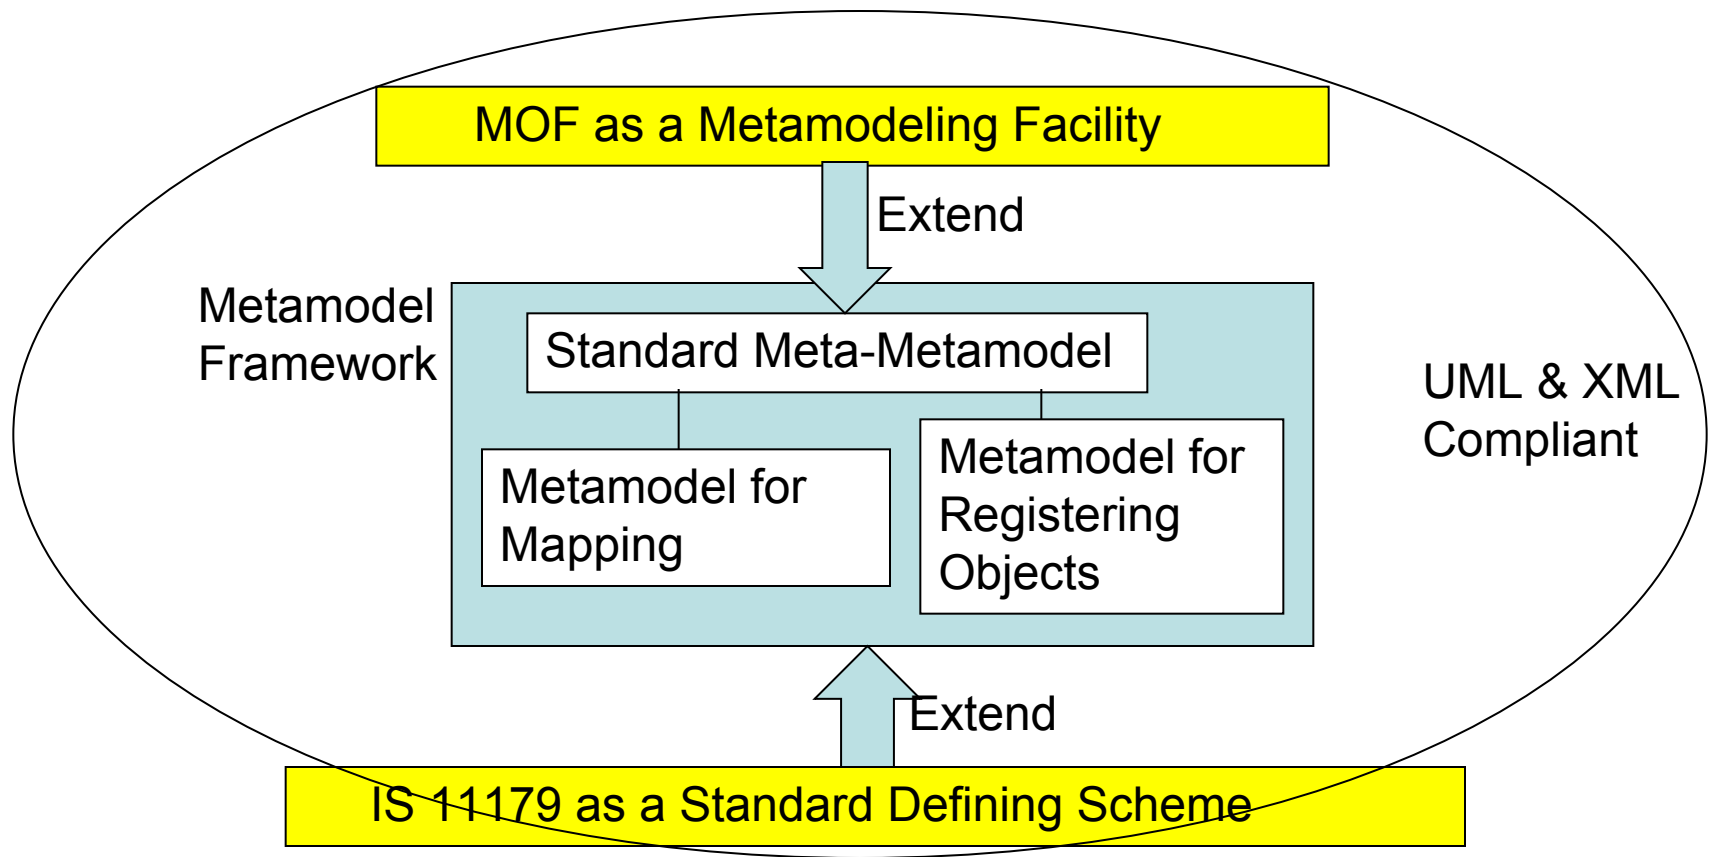 MOF as a Metamodeling Facility
Extend
Metamodel
Framework
Standard Meta-Metamodel
UML & XML
Compliant
Metamodel for
Mapping
Metamodel for
Registering
Objects
Extend
IS 11179 as a Standard Defining Scheme